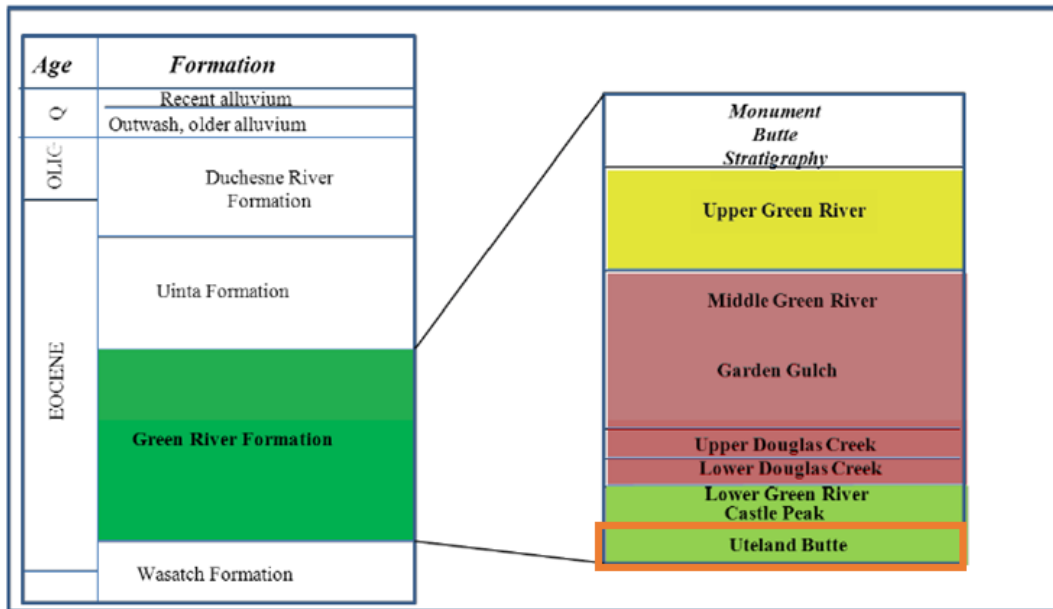 Age
Formation
Q
Recent alluvium
Outwash, older alluvium
OLIG
Duchesne River
Formation
Uinta Formation
EOCENE
Green River Formation
Wasatch Formation
Monument
Butte
Stratigraphy
Upper Green River
Middle Green River
Garden Gulch
Upper Douglas Creek
Lower Douglas Creek
Lower Green River
Castle Peak
Uteland Butte